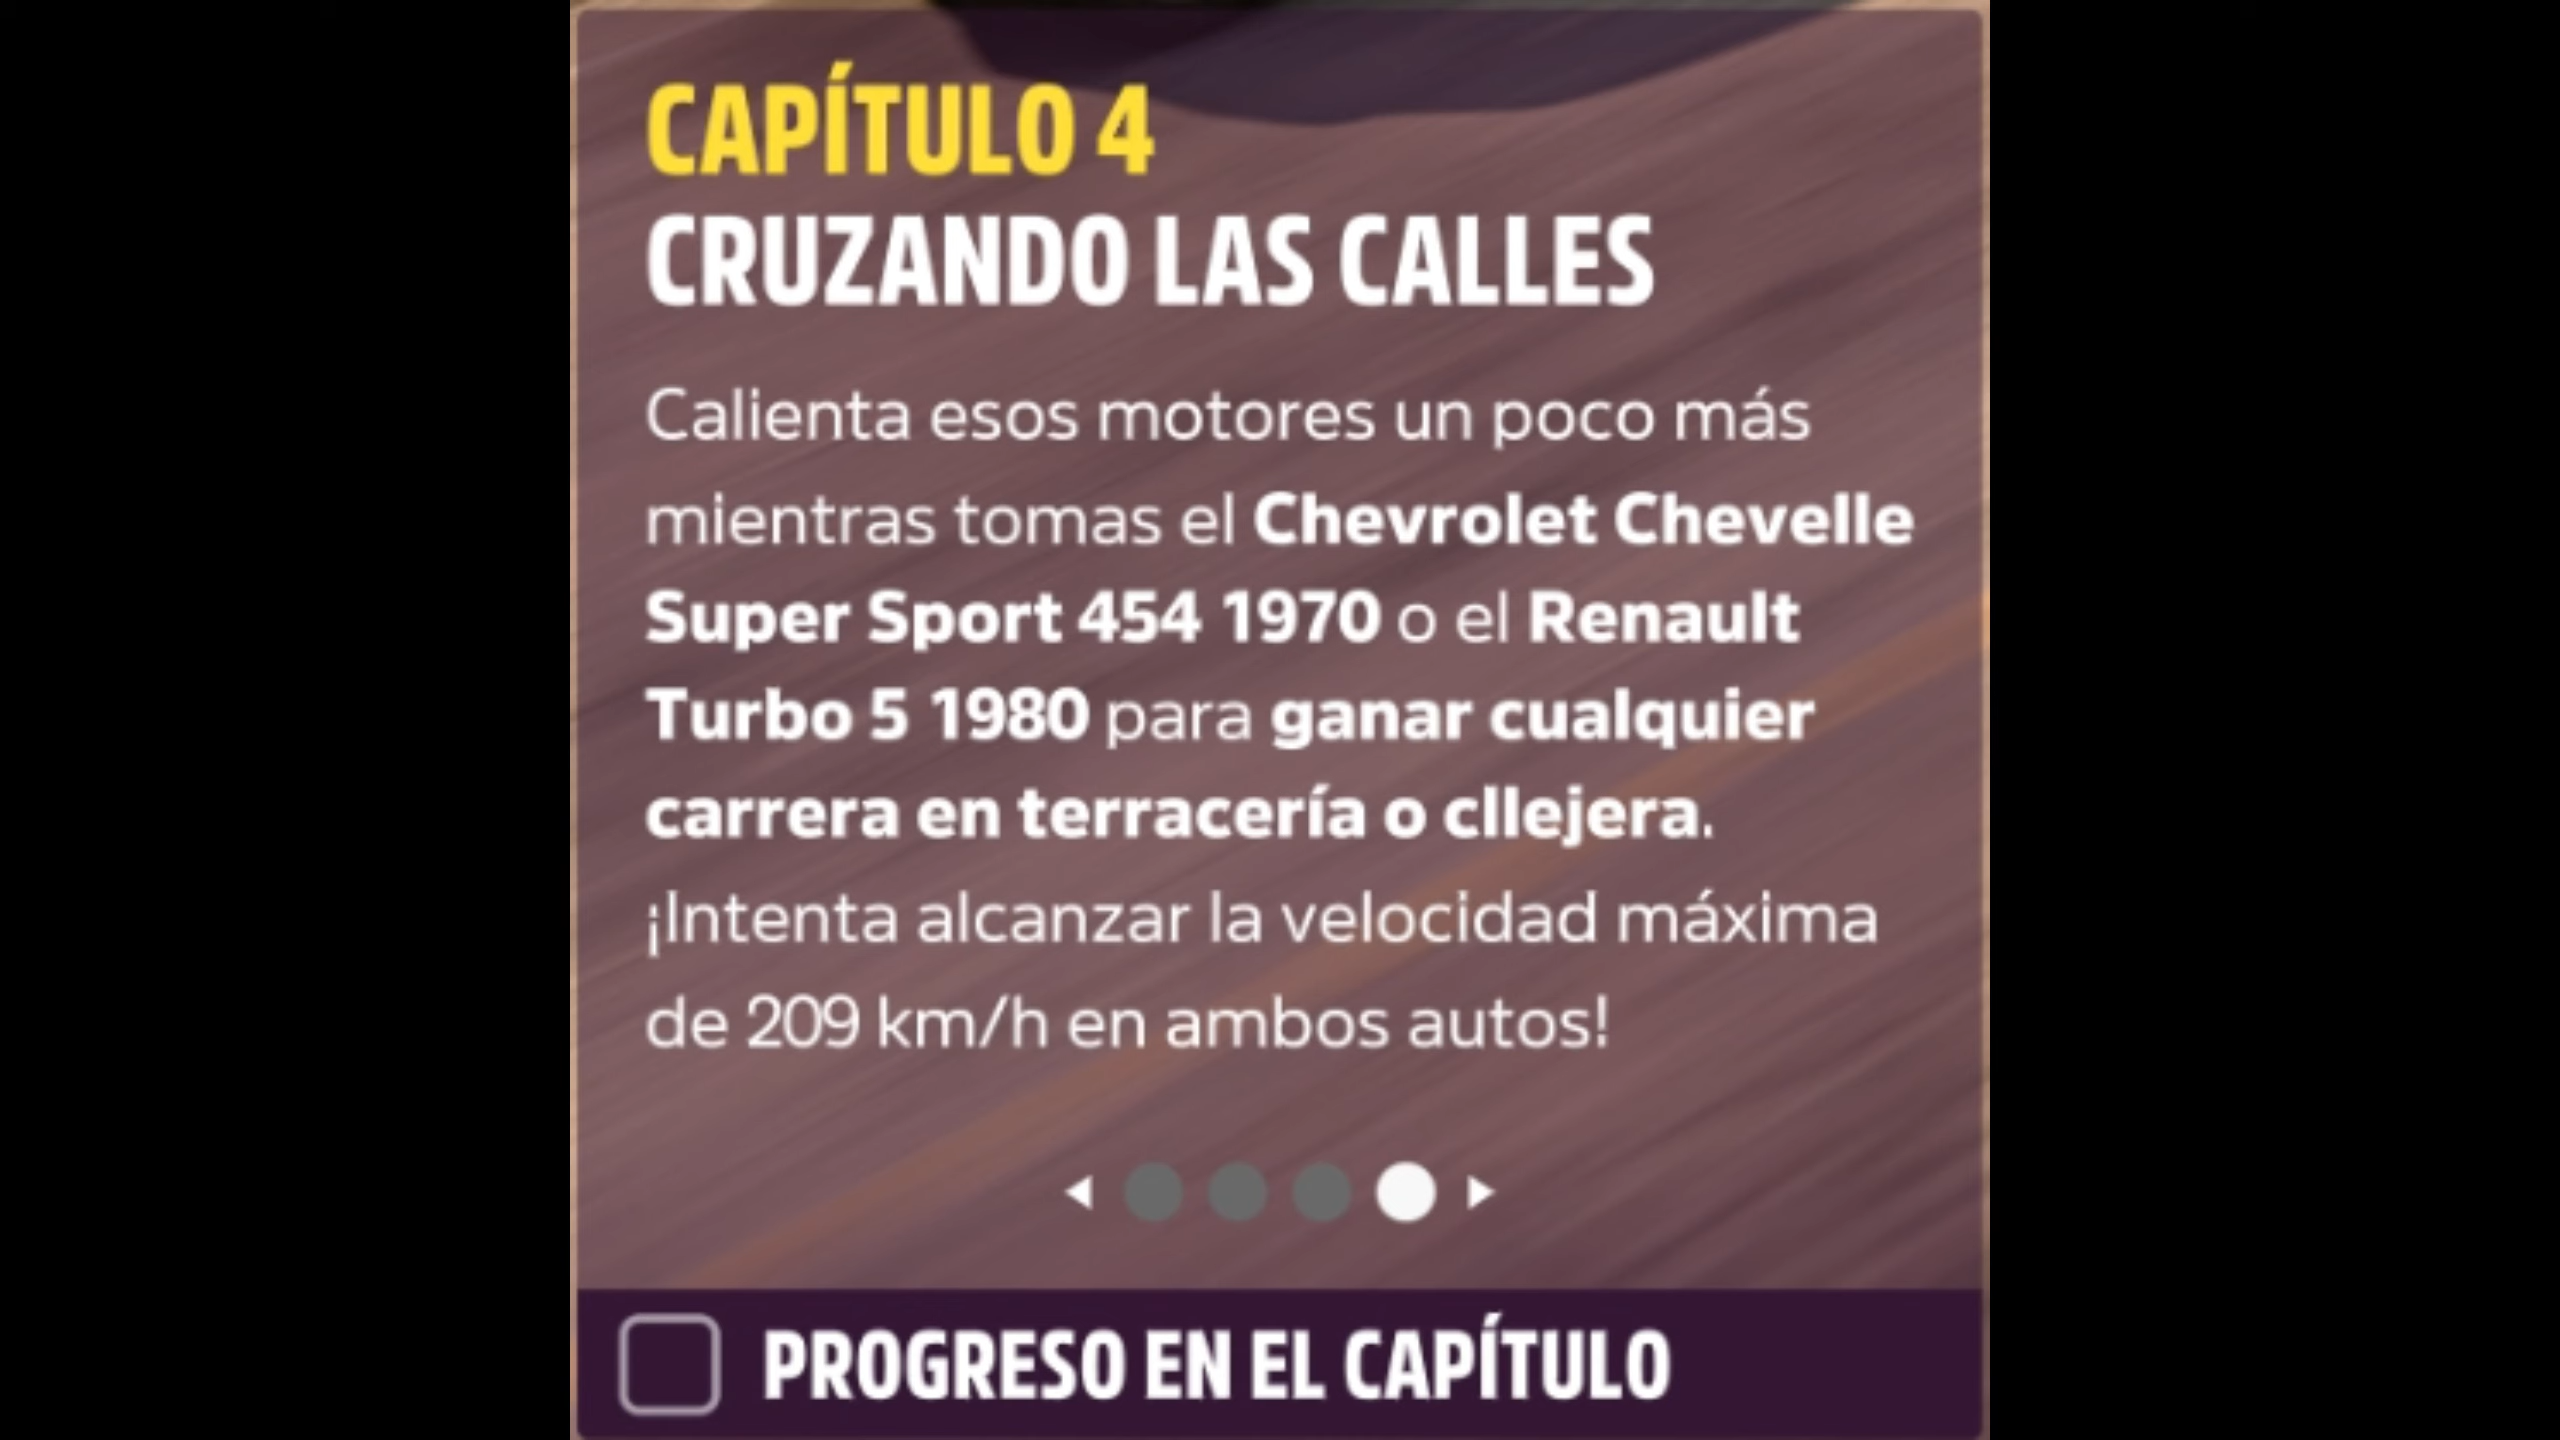 CAPÍTULO 4
CRUZANDO LAS CALLES
Calienta esos motores un poco más
mientras tomas el Chevrolet Chevelle
Super Sport 454 1970 o el Renault
Turbo 5 1980 para ganar cualquier
carrera en terracería o cllejera.
¡Intenta alcanzar la velocidad máxima
de 209 km/h en ambos autos!
PROGRESO EN EL CAPÍTULO